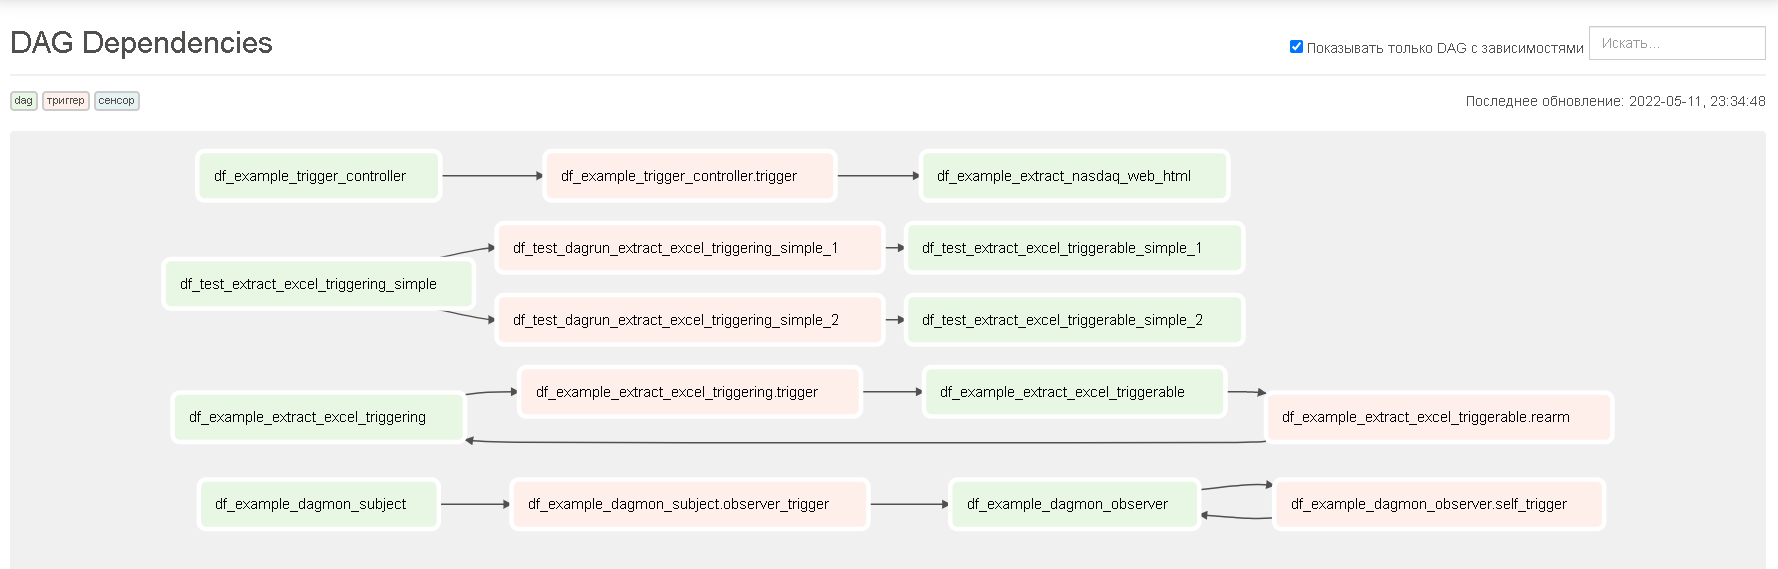 DAG Dependencies
Показывать только DAG с зависимостями
Искать...
dag триггер сенсор
Последнее обновление: 2022-05-11, 23:34:48
df_example_trigger_controller
df_example_trigger_controller.trigger
df_example_extract_nasdaq_web_html
df_test_extract_excel_triggering_simple
df_test_dagrun_extract_excel_triggering_simple_1
df_test_extract_excel_triggerable_simple_1
df_test_dagrun_extract_excel_triggering_simple_2
df_test_extract_excel_triggerable_simple_2
df_example_extract_excel_triggering
df_example_extract_excel_triggering.trigger
df_example_extract_excel_triggerable
df_example_extract_excel_triggerable.rearm
df_example_dagmon_subject
df_example_dagmon_subject.observer_trigger
df_example_dagmon_observer
df_example_dagmon_observer.self_trigger